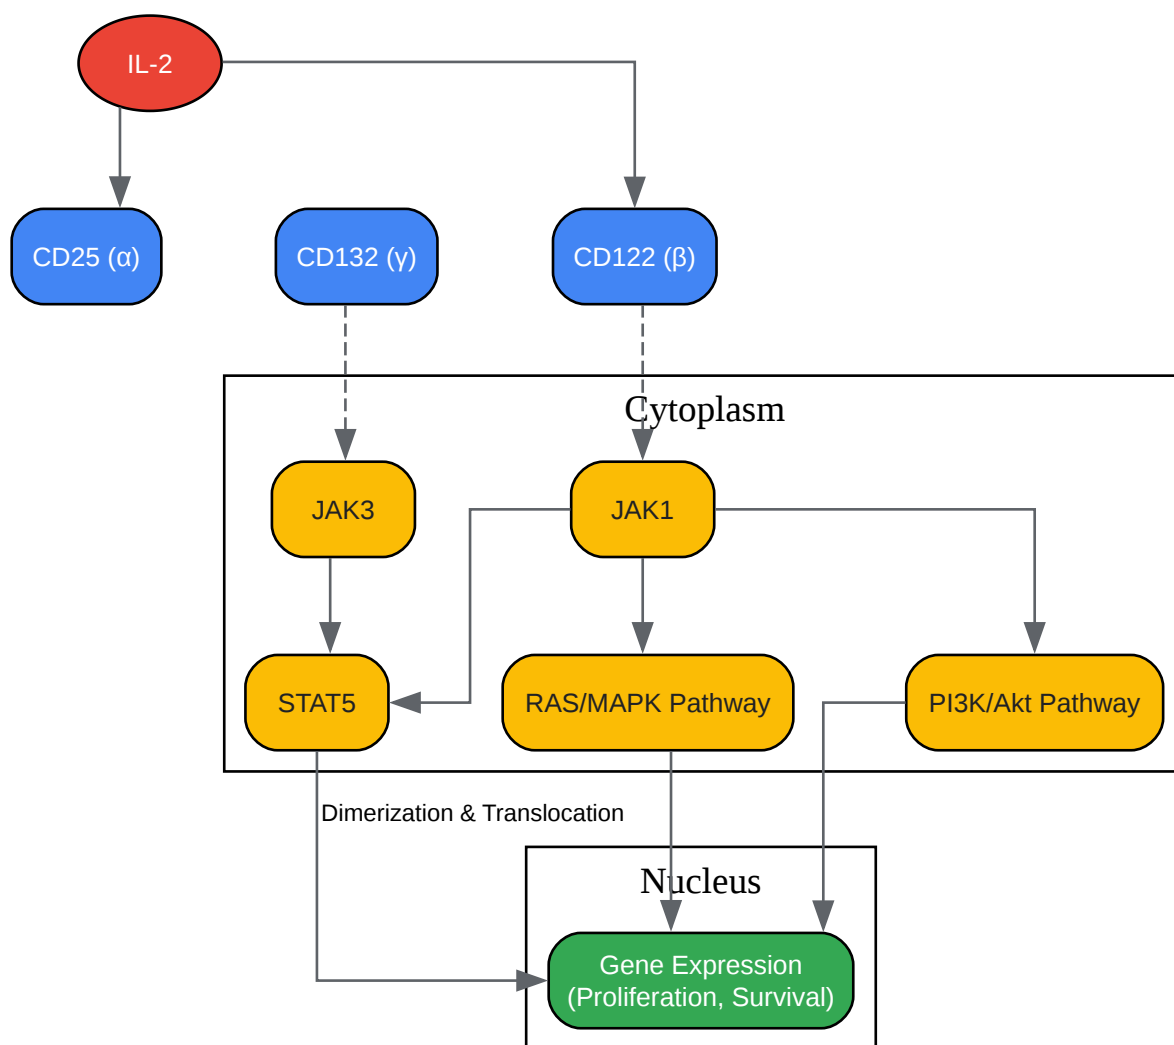 IL-2
CD25 (α)
CD132 (γ)
CD122 (β)
Cytoplasm
JAK3
JAK1
STAT5
RAS/MAPK Pathway
PI3K/Akt Pathway
Dimerization & Translocation
Nucleus
Gene Expression
(Proliferation, Survival)